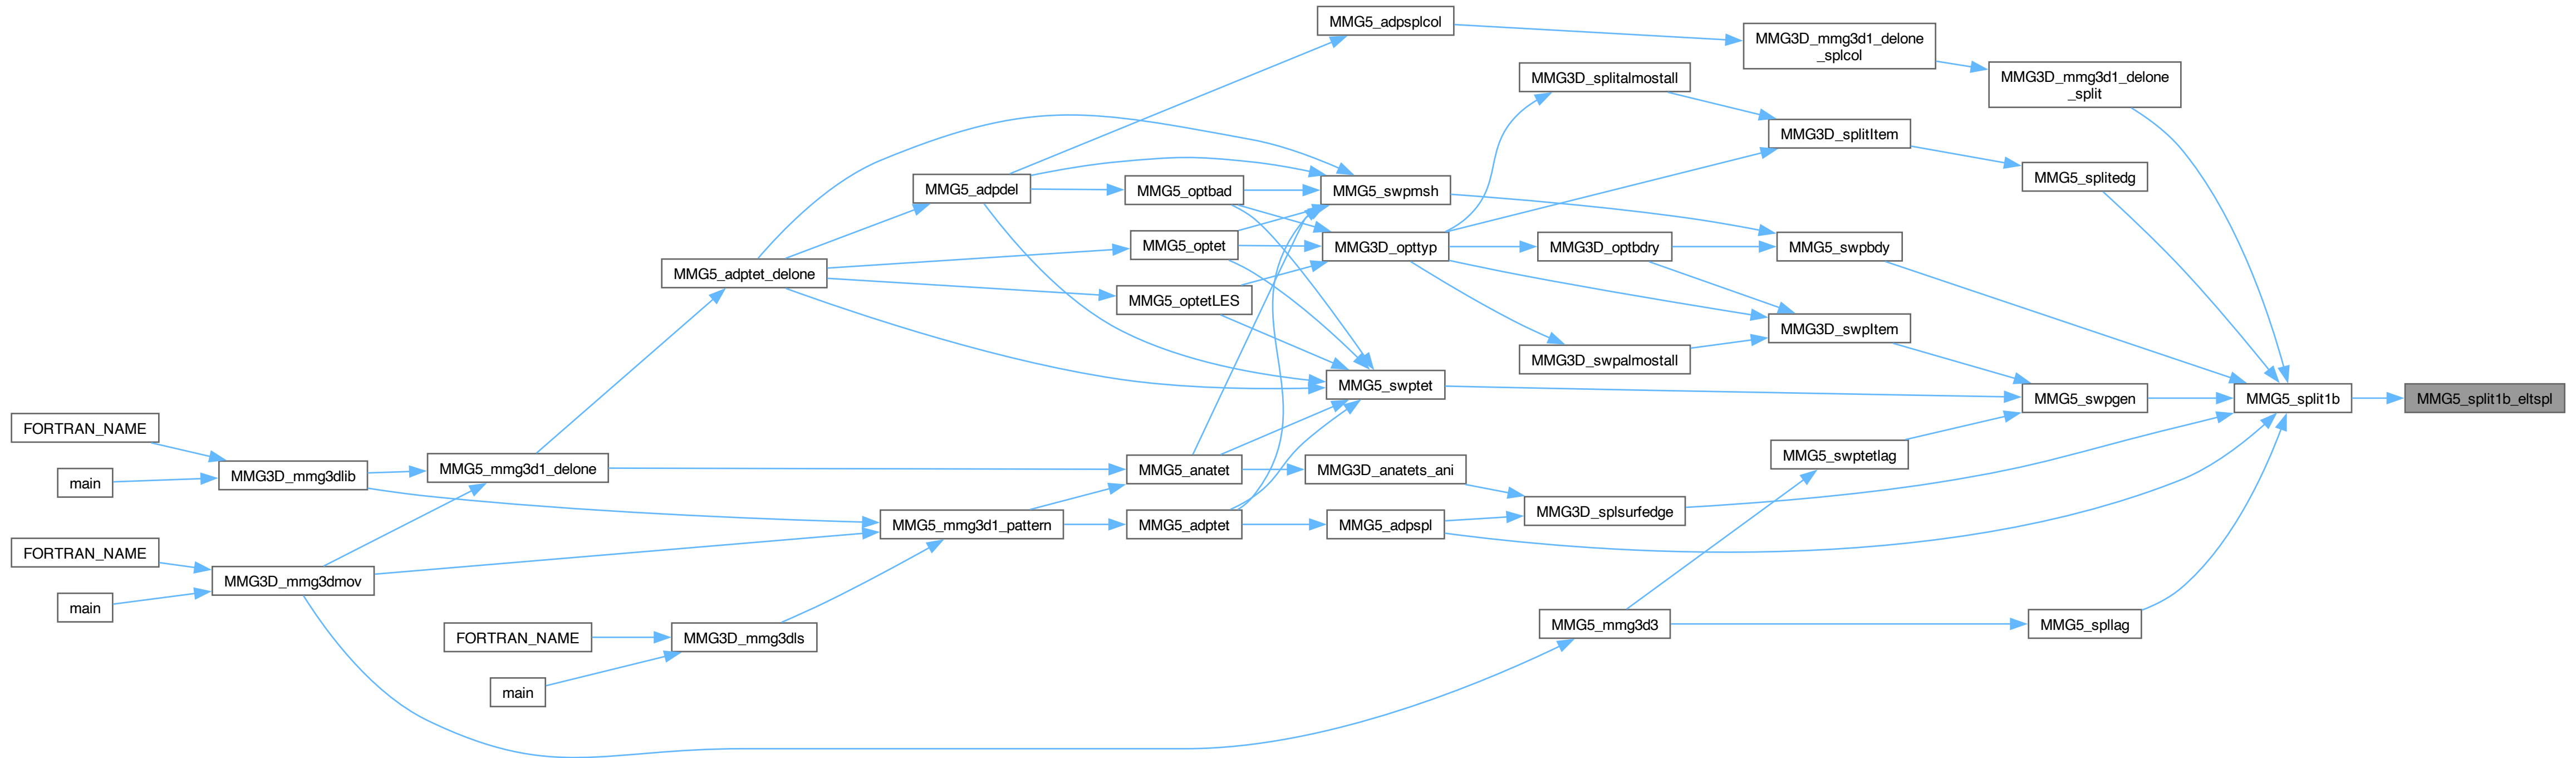 MMG5_adpsplcol
MMG3D_mmg3d1_delone
_splcol
MMG3D_splitalmostall
MMG3D_mmg3d1_delone
_split
MMG3D_splitItem
MMG5_splitedg
MMG5_adpdel
MMG5_optbad
MMG5_swpmsh
MMG5_optet
MMG3D_opttyp
MMG3D_optbdry
MMG5_swpbdy
MMG5_adptet_delone
MMG5_optetLES
MMG3D_swpItem
MMG3D_swpalmostall
MMG5_swptet
MMG5_swpgen
MMG5_split1b
MMG5_split1b_eltspl
FORTRAN_NAME
MMG5_swptetlag
main
MMG3D_mmg3dlib
MMG5_mmg3d1_delone
MMG5_anatet
MMG3D_anatets_ani
MMG3D_splsurfedge
MMG5_mmg3d1_pattern
MMG5_adptet
MMG5_adpspl
FORTRAN_NAME
MMG3D_mmg3dmov
main
FORTRAN_NAME
MMG3D_mmg3dls
MMG5_mmg3d3
MMG5_spllag
main